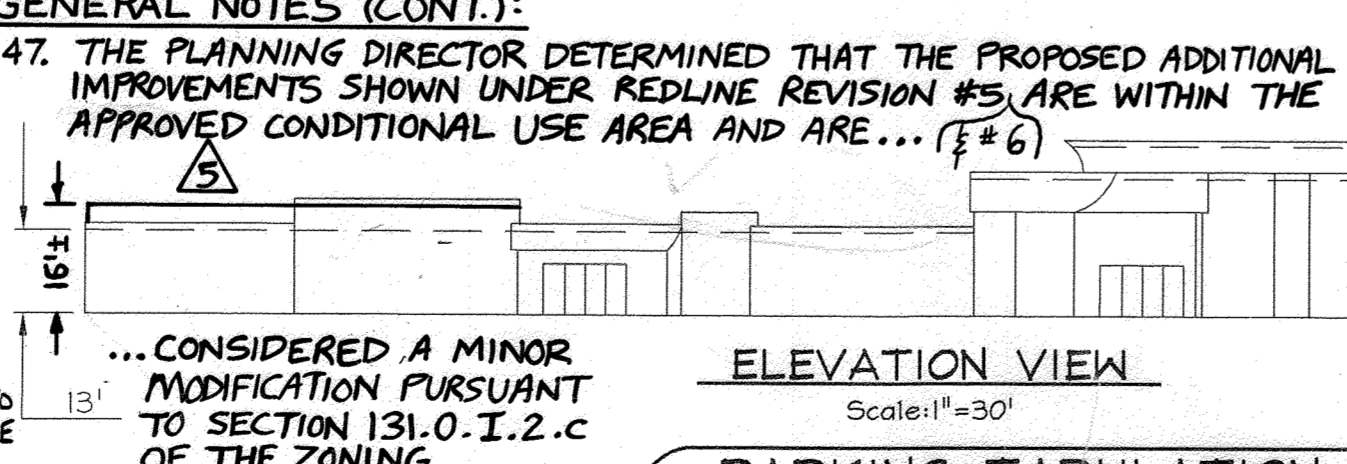 GENERAL NOTES (CONT.):
47. THE PLANNING DIRECTOR DETERMINED THAT THE PROPOSED ADDITIONAL
IMPROVEMENTS SHOWN UNDER REDLINE REVISION #5 ARE WITHIN THE
APPROVED CONDITIONAL USE AREA AND ARE... (& #6)
5
16'±
...CONSIDERED A MINOR
MODIFICATION PURSUANT
TO SECTION 131.O.I.2.c
OF THE ZONING
13'
ELEVATION VIEW
Scale:1"=30'
PARKING TABULATION